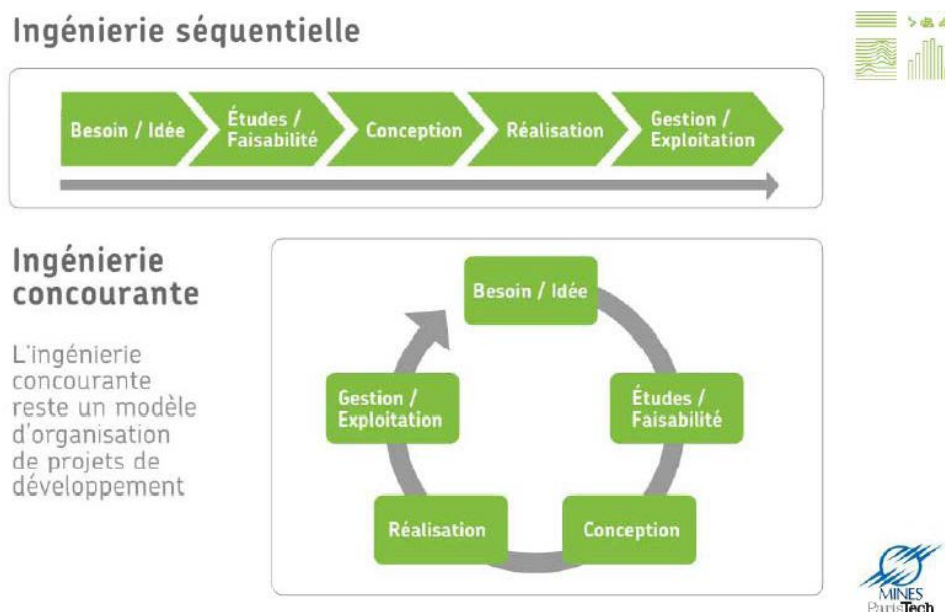 Ingénierie séquentielle
Besoin / Idée
Études /
Faisabilité
Conception
Réalisation
Gestion /
Exploitation
Ingénierie
concourante
L'ingénierie
concourante
reste un modèle
d'organisation
de projets de
développement
Besoin / Idée
Études /
Faisabilité
Conception
Réalisation
Gestion /
Exploitation
MINES
ParisTech